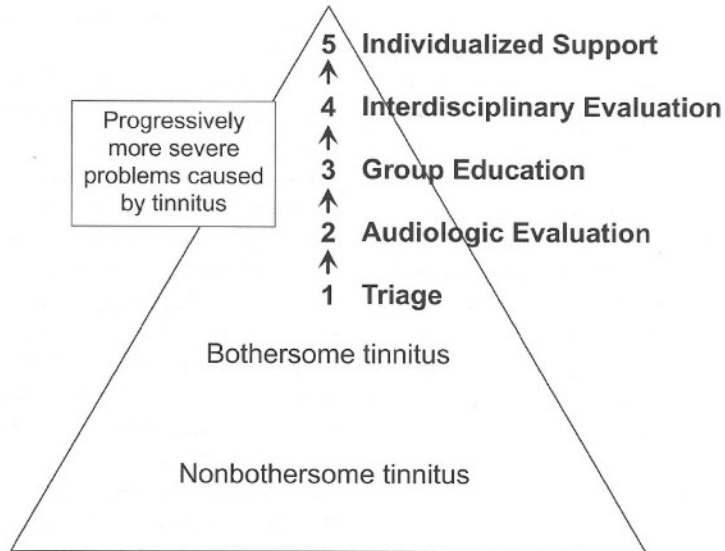 5 Individualized Support
4 Interdisciplinary Evaluation
Progressively
more severe
problems caused
by tinnitus
3 Group Education
2 Audiologic Evaluation
1 Triage
Bothersome tinnitus
Nonbothersome tinnitus